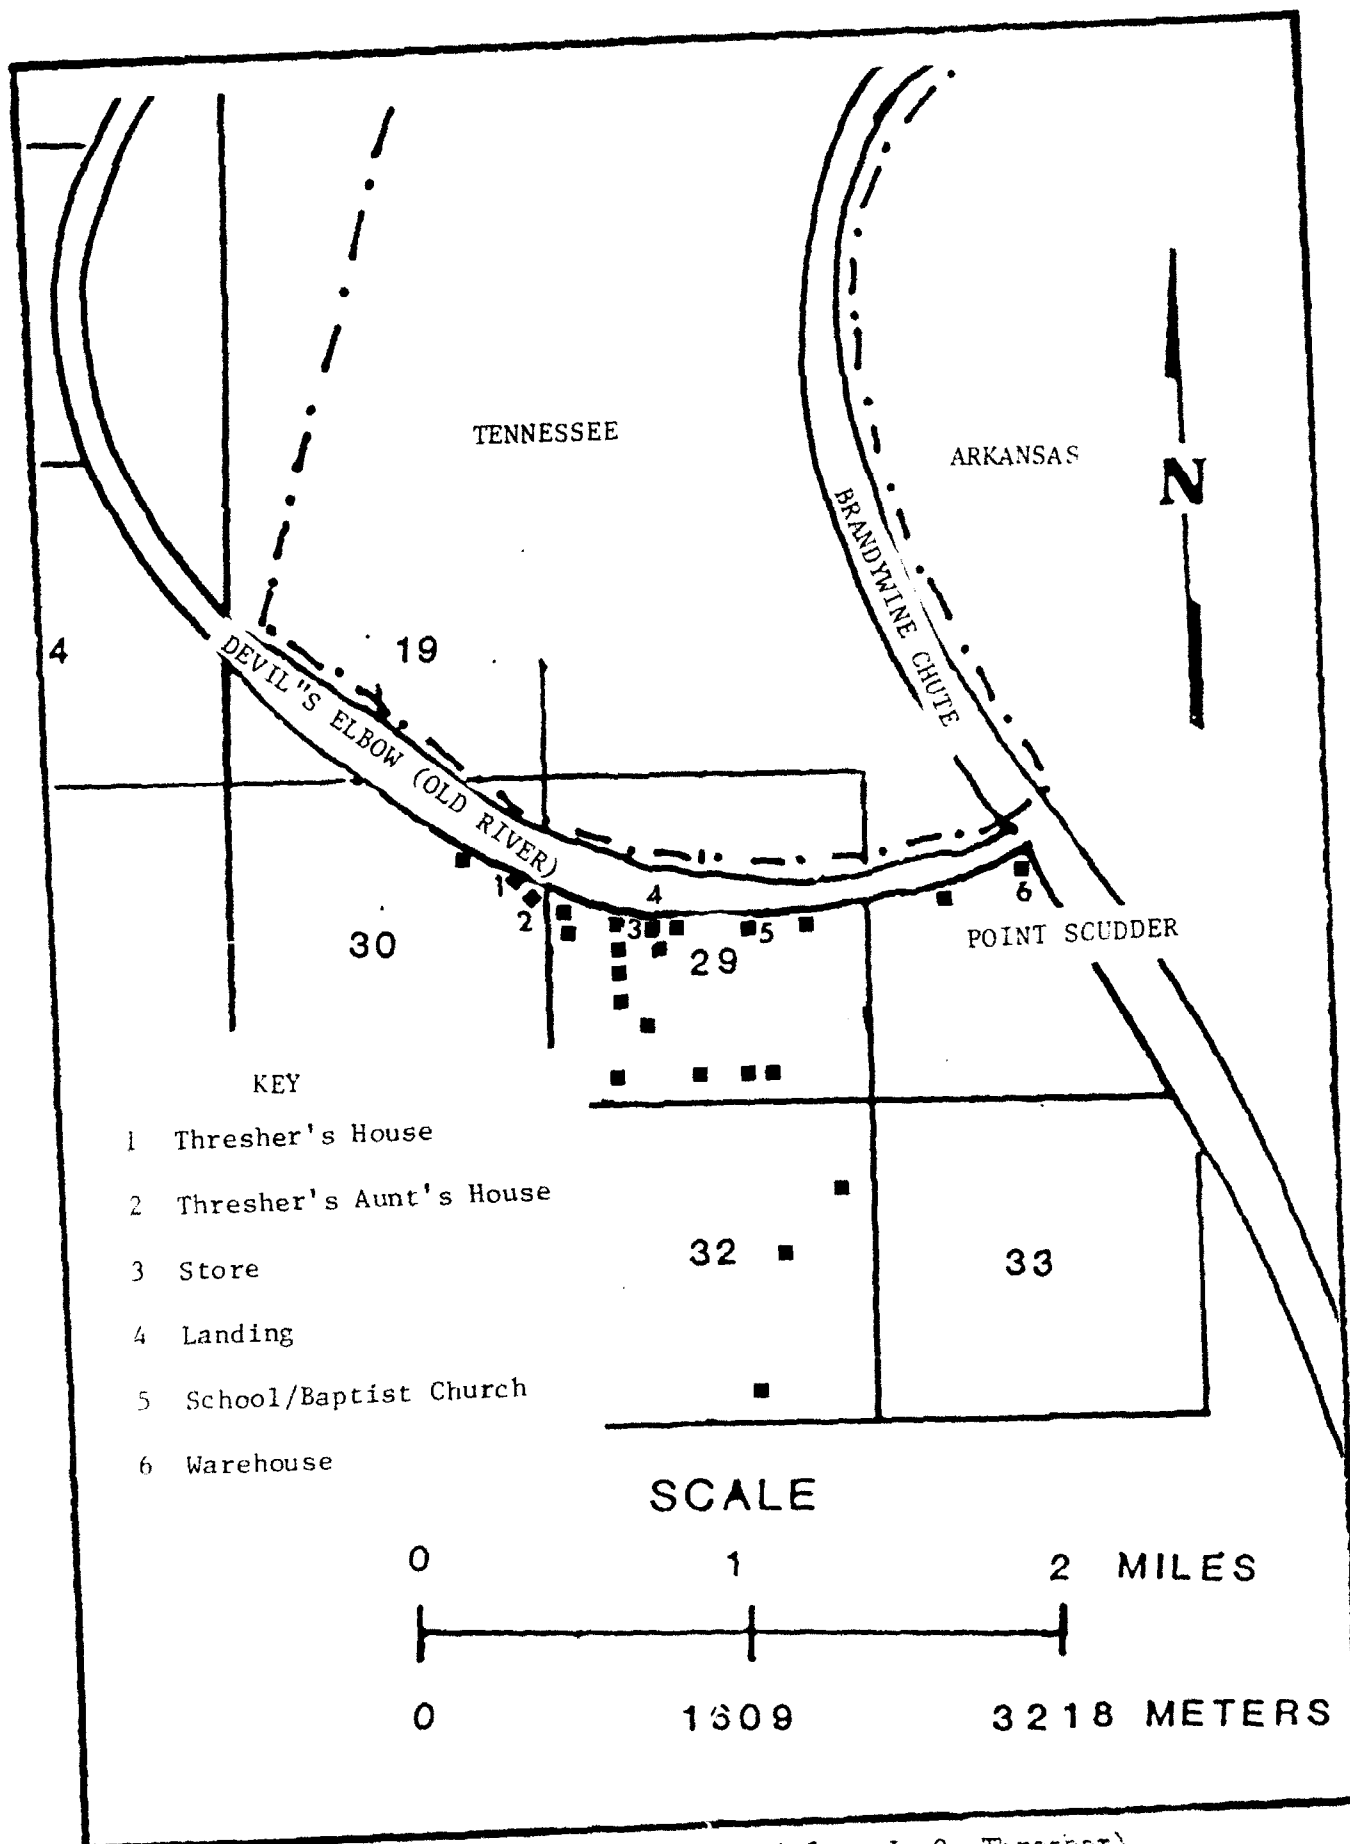 TENNESSEE
ARKANSAS
N
BRANDYWINE CHUTE
4
19
DEVIL"S ELBOW (OLD RIVER)
1
2
3
4
5
6
30
29
POINT SCUDDER
KEY
1 Thresher's House
2 Thresher's Aunt's House
3 Store
4 Landing
5 School/Baptist Church
6 Warehouse
32
33
SCALE
0 1 2 MILES
0 1609 3218 METERS
Thresher)